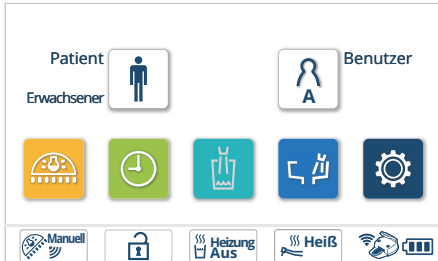 Patient
Benutzer
Erwachsener
A
Manuell
Heizung
Aus
Heiß